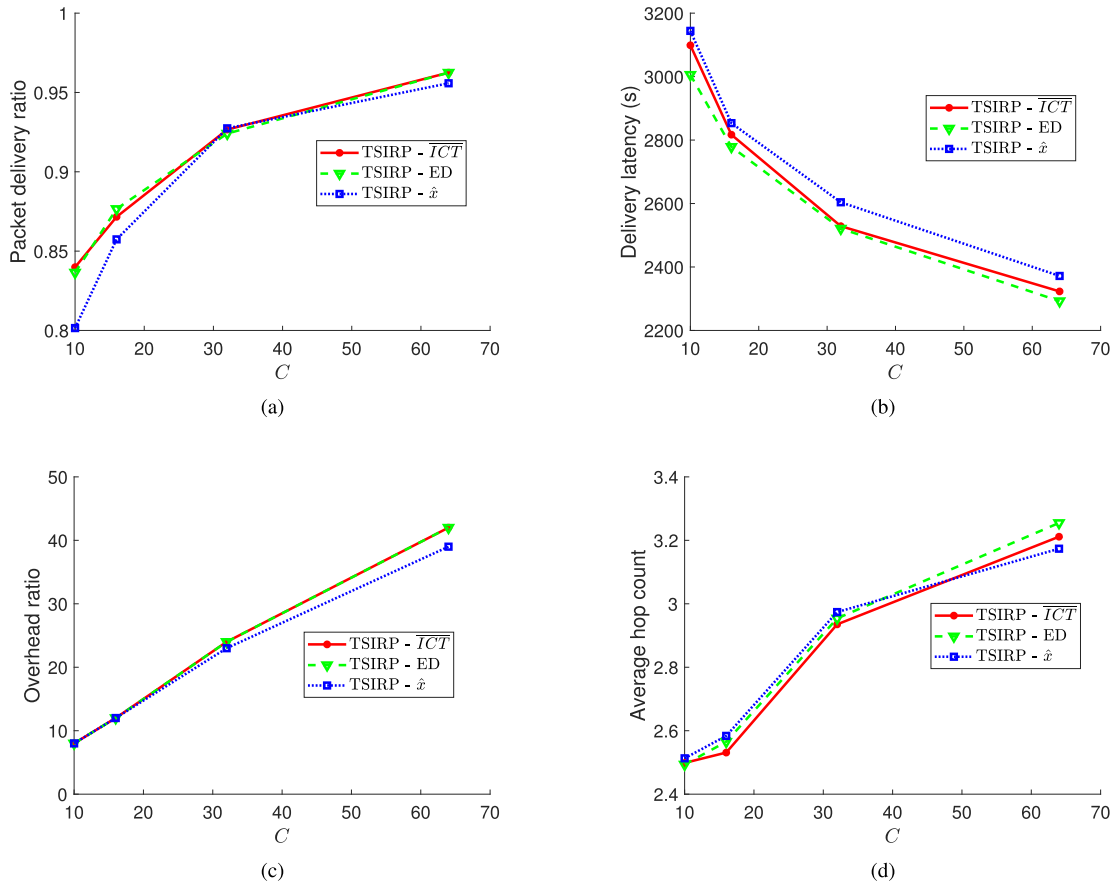 1
0.95
0.9
0.85
0.8
Packet delivery ratio
TSIRP - \overline{ICT}
TSIRP - ED
TSIRP - x̂
10 20 30 40 50 60 70
C
(a)
3200
3000
2800
2600
2400
2200
Delivery latency (s)
TSIRP - \overline{ICT}
TSIRP - ED
TSIRP - x̂
10 20 30 40 50 60 70
C
(b)
50
40
30
20
10
0
Overhead ratio
TSIRP - \overline{ICT}
TSIRP - ED
TSIRP - x̂
10 20 30 40 50 60 70
C
(c)
3.4
3.2
3
2.8
2.6
2.4
Average hop count
TSIRP - \overline{ICT}
TSIRP - ED
TSIRP - x̂
10 20 30 40 50 60 70
C
(d)